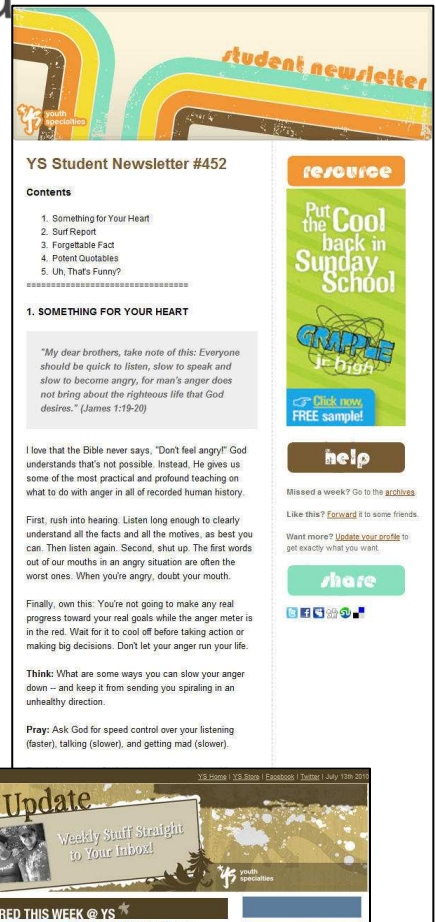 student newsletter
youth
specialties
YS Student Newsletter #452
Contents
1. Something for Your Heart
2. Surf Report
3. Forgettable Fact
4. Potent Quotables
5. Uh, That's Funny?
==================================
1. SOMETHING FOR YOUR HEART
"My dear brothers, take note of this: Everyone
should be quick to listen, slow to speak and
slow to become angry, for man's anger does
not bring about the righteous life that God
desires." (James 1:19-20)
I love that the Bible never says, "Don't feel angry!" God
understands that's not possible. Instead, He gives us
some of the most practical and profound teaching on
what to do with anger in all of recorded human history.
First, rush into hearing. Listen long enough to clearly
understand all the facts and all the motives, as best you
can. Then listen again. Second, shut up. The first words
out of our mouths in an angry situation are often the
worst ones. When you're angry, doubt your mouth.
Finally, own this: You're not going to make any real
progress toward your real goals while the anger meter is
in the red. Wait for it to cool off before taking action or
making big decisions. Don't let your anger run your life.
Think: What are some ways you can slow your anger
down -- and keep it from sending you spiraling in an
unhealthy direction.
Pray: Ask God for speed control over your listening
(faster), talking (slower), and getting mad (slower).
resource
Put
the Cool
back in
Sunday
School
GRAPPLE
jr high
Click now,
FREE sample!
help
Missed a week? Go to the archives.
Like this? Forward it to some friends.
Want more? Update your profile to
get exactly what you want.
share
YS Home | YS Store | Facebook | Twitter | July 13th 2010
Update
Weekly Stuff Straight
to Your Inbox!
youth
specialties
RED THIS WEEK @ YS